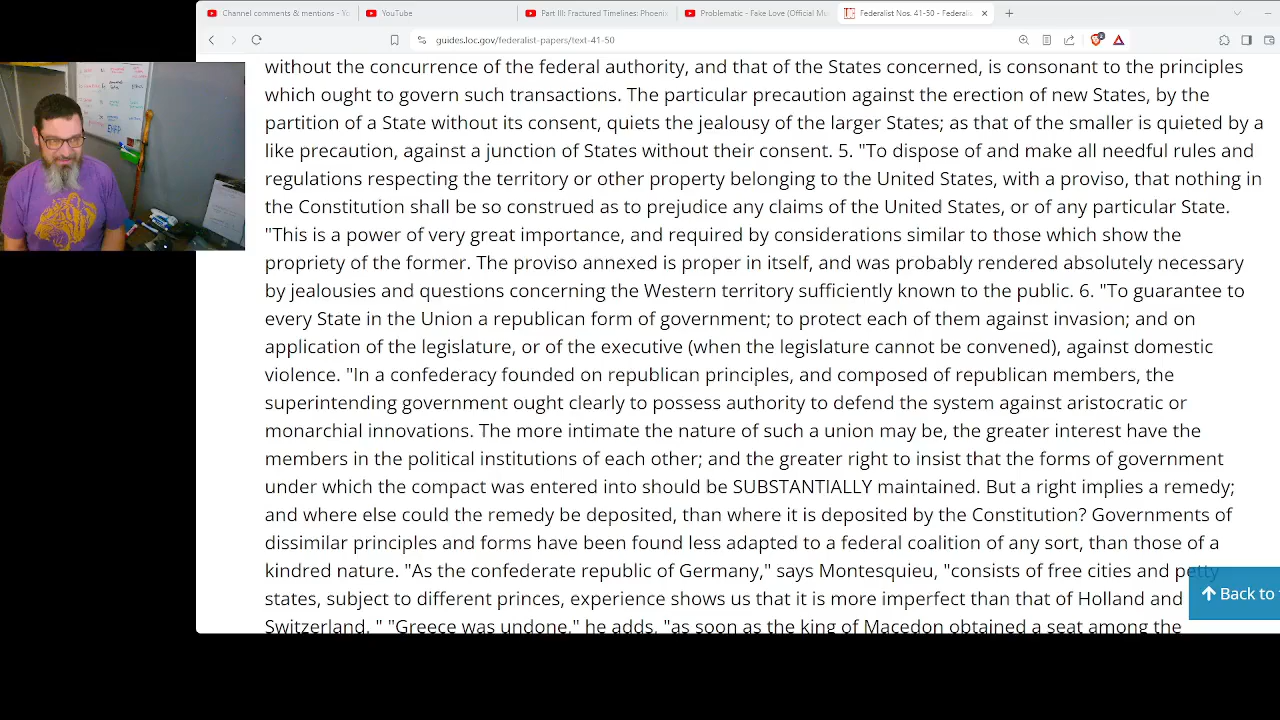 Channel comments & mentions - Yo
YouTube
Part III: Fractured Timelines: Phoeni
Problematic - Fake Love (Official Mu
Federalist Nos. 41-50 - Federalis
guides.loc.gov/federalist-papers/text-41-50
without the concurrence of the federal authority, and that of the States concerned, is consonant to the principles
which ought to govern such transactions. The particular precaution against the erection of new States, by the
partition of a State without its consent, quiets the jealousy of the larger States; as that of the smaller is quieted by a
like precaution, against a junction of States without their consent. 5. "To dispose of and make all needful rules and
regulations respecting the territory or other property belonging to the United States, with a proviso, that nothing in
the Constitution shall be so construed as to prejudice any claims of the United States, or of any particular State.
"This is a power of very great importance, and required by considerations similar to those which show the
propriety of the former. The proviso annexed is proper in itself, and was probably rendered absolutely necessary
by jealousies and questions concerning the Western territory sufficiently known to the public. 6. "To guarantee to
every State in the Union a republican form of government; to protect each of them against invasion; and on
application of the legislature, or of the executive (when the legislature cannot be convened), against domestic
violence. "In a confederacy founded on republican principles, and composed of republican members, the
superintending government ought clearly to possess authority to defend the system against aristocratic or
monarchial innovations. The more intimate the nature of such a union may be, the greater interest have the
members in the political institutions of each other; and the greater right to insist that the forms of government
under which the compact was entered into should be SUBSTANTIALLY maintained. But a right implies a remedy;
and where else could the remedy be deposited, than where it is deposited by the Constitution? Governments of
dissimilar principles and forms have been found less adapted to a federal coalition of any sort, than those of a
kindred nature. "As the confederate republic of Germany," says Montesquieu, "consists of free cities and petty
states, subject to different princes, experience shows us that it is more imperfect than that of Holland and
Back to
Switzerland. " "Greece was undone," he adds, "as soon as the king of Macedon obtained a seat among the
ENFP